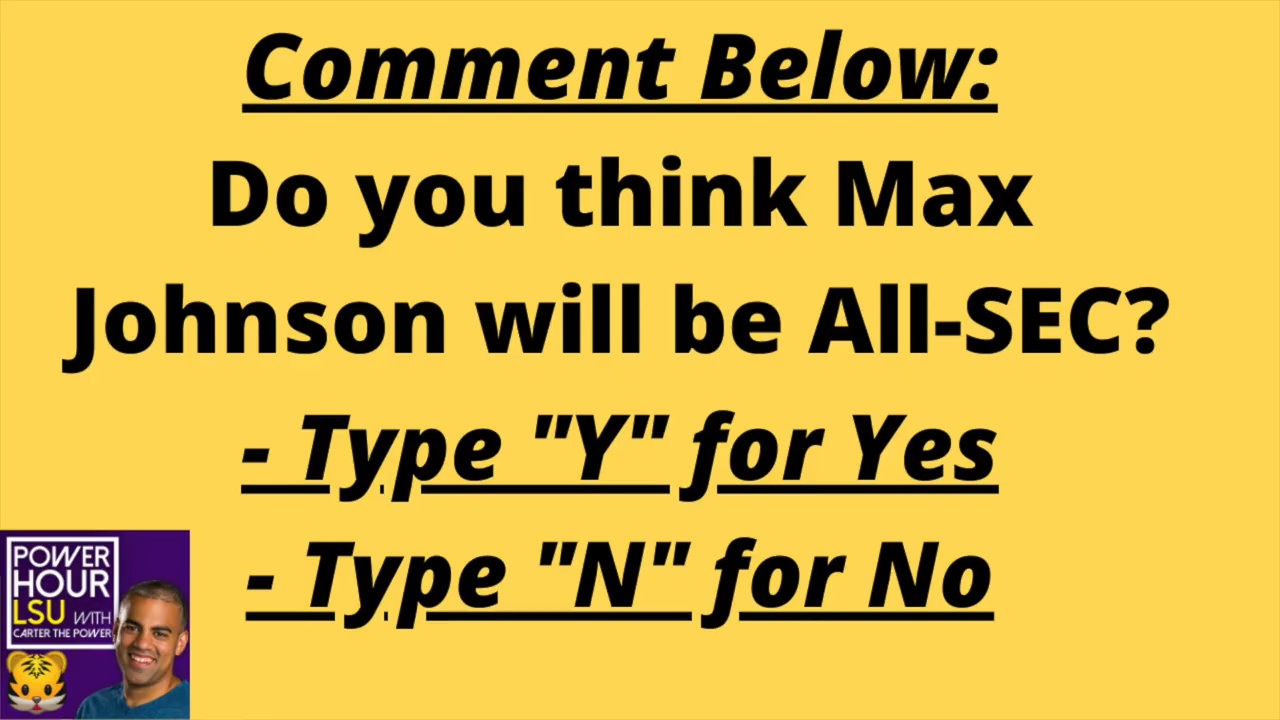 Comment Below:
Do you think Max
Johnson will be All-SEC?
- Type "Y" for Yes
- Type "N" for No
POWER
HOUR
LSU WITH
CARTER THE POWER